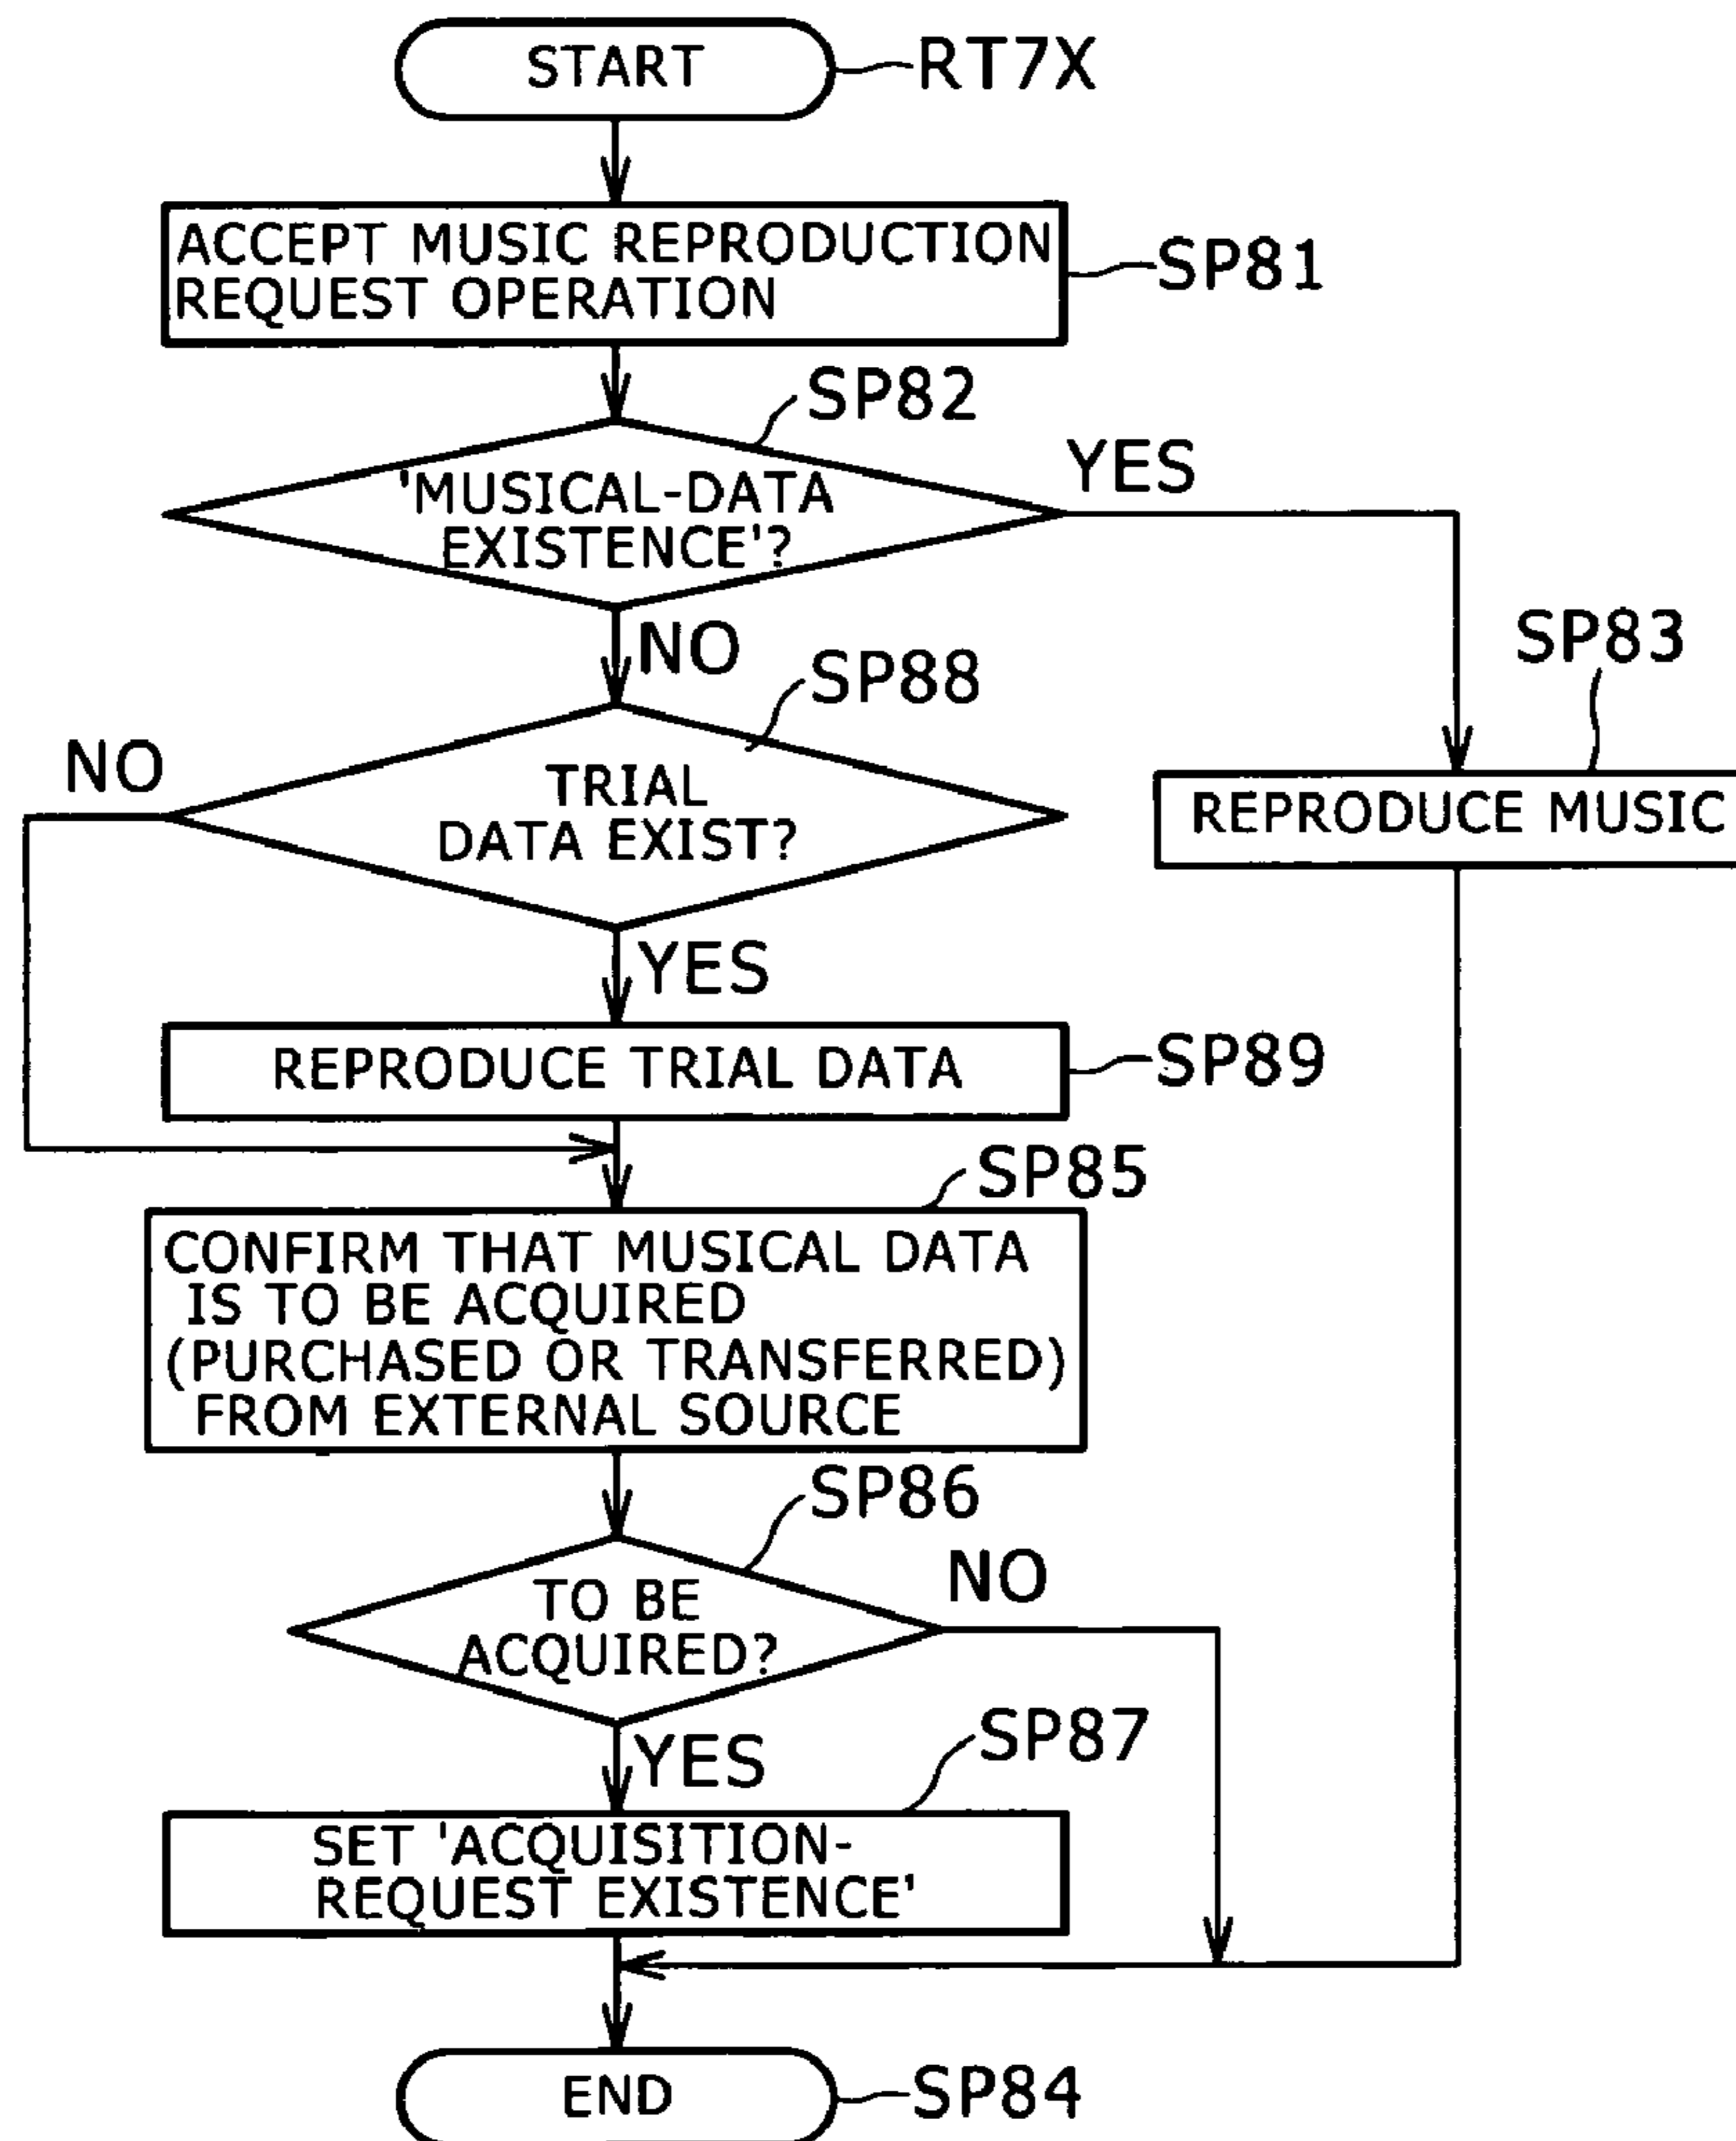 START
RT7X
ACCEPT MUSIC REPRODUCTION
REQUEST OPERATION
SP81
SP82
'MUSICAL-DATA
EXISTENCE'?
YES
NO
SP83
REPRODUCE MUSIC
SP88
TRIAL
DATA EXIST?
NO
YES
REPRODUCE TRIAL DATA
SP89
SP85
CONFIRM THAT MUSICAL DATA
IS TO BE ACQUIRED
(PURCHASED OR TRANSFERRED)
FROM EXTERNAL SOURCE
SP86
TO BE
ACQUIRED?
NO
YES
SP87
SET 'ACQUISITION-
REQUEST EXISTENCE'
END
SP84